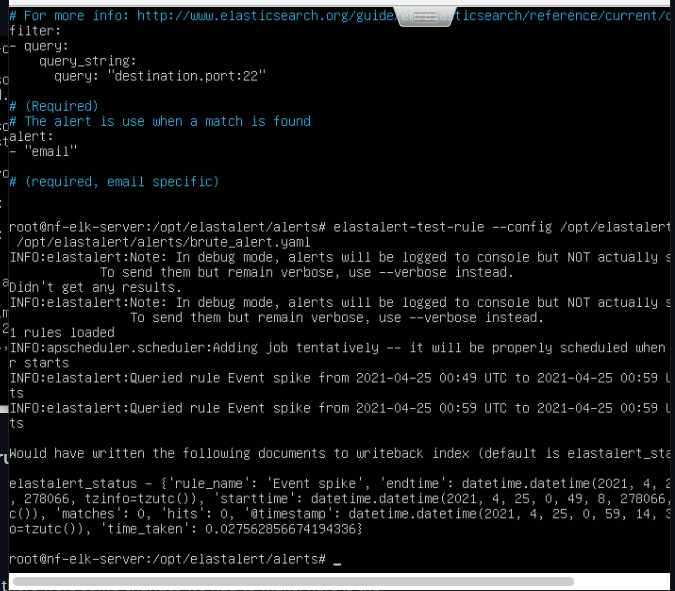 # For more info: http://www.elasticsearch.org/guide/en/elasticsearch/reference/current/
filter:
- query:
query_string:
query: "destination.port:22"
# (Required)
# The alert is use when a match is found
alert:
- "email"
# (required, email specific)
root@nf-elk-server:/opt/elastalert/alerts# elastalert-test-rule --config /opt/elastalert
/opt/elastalert/alerts/brute_alert.yaml
INFO:elastalert:Note: In debug mode, alerts will be logged to console but NOT actually s
To send them but remain verbose, use --verbose instead.
Didn't get any results.
INFO:elastalert:Note: In debug mode, alerts will be logged to console but NOT actually s
To send them but remain verbose, use --verbose instead.
1 rules loaded
INFO:apscheduler.scheduler:Adding job tentatively -- it will be properly scheduled when
r starts
INFO:elastalert:Queried rule Event spike from 2021-04-25 00:49 UTC to 2021-04-25 00:59 U
ts
INFO:elastalert:Queried rule Event spike from 2021-04-25 00:59 UTC to 2021-04-25 00:59 U
ts
Would have written the following documents to writeback index (default is elastalert_sta
elastalert_status - {'rule_name': 'Event spike', 'endtime': datetime.datetime(2021, 4, 2
, 278066, tzinfo=tzutc()), 'starttime': datetime.datetime(2021, 4, 25, 0, 49, 8, 278066,
c()), 'matches': 0, 'hits': 0, '@timestamp': datetime.datetime(2021, 4, 25, 0, 59, 14, 3
o=tzutc()), 'time_taken': 0.027562856674194336}
root@nf-elk-server:/opt/elastalert/alerts# _